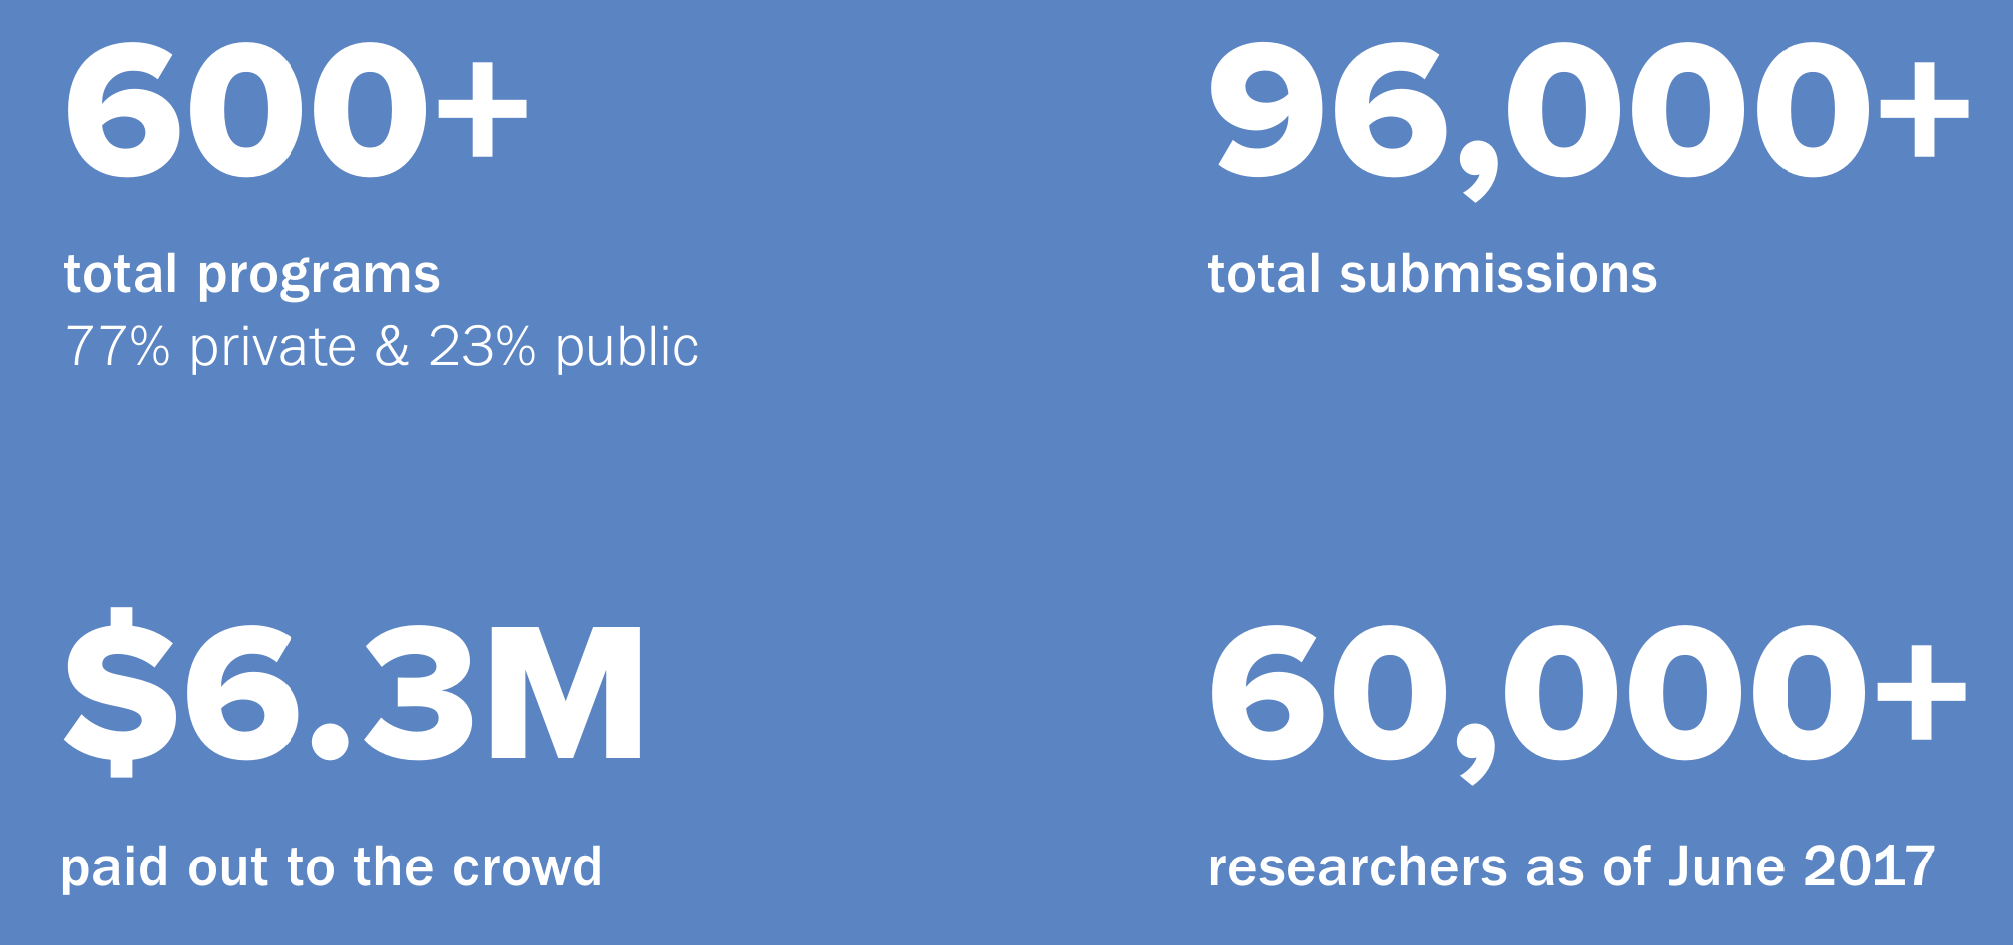 600+
total programs
77% private & 23% public
96,000+
total submissions
$6.3M
paid out to the crowd
60,000+
researchers as of June 2017